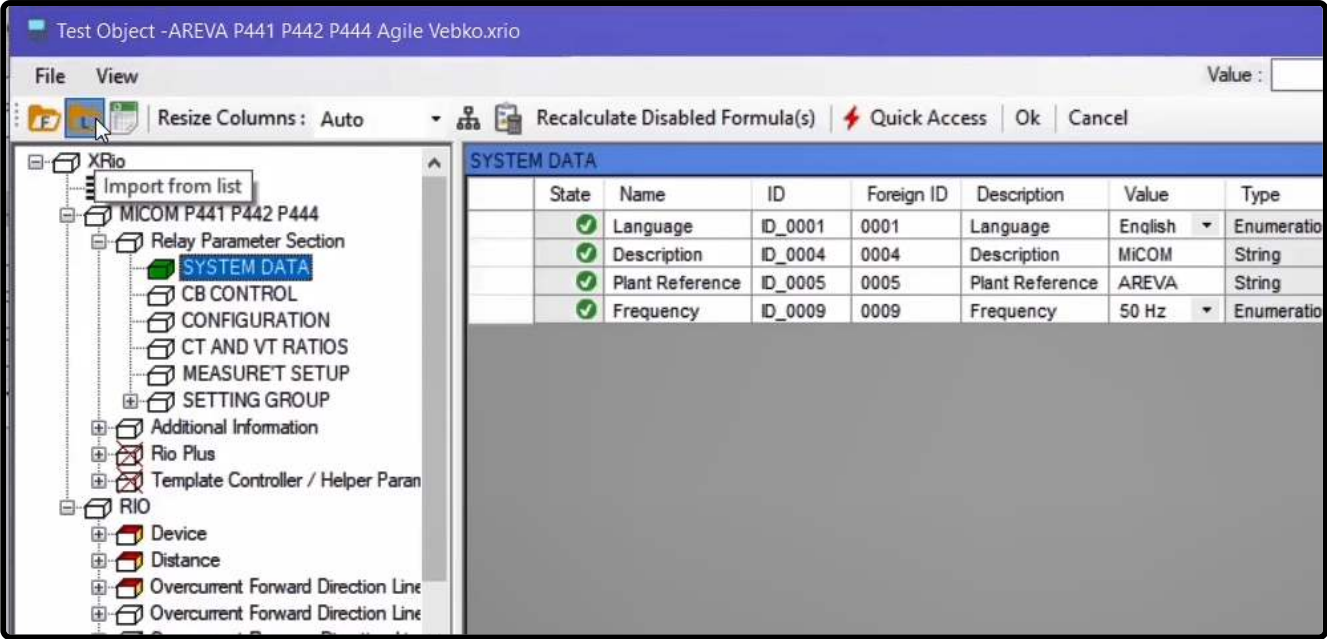 Test Object -AREVA P441 P442 P444 Agile Vebko.xrio
File View Value :
F L Resize Columns : Auto Recalculate Disabled Formula(s) Quick Access Ok Cancel
XRio
Import from list
MICOM P441 P442 P444
Relay Parameter Section
SYSTEM DATA
CB CONTROL
CONFIGURATION
CT AND VT RATIOS
MEASURE'T SETUP
SETTING GROUP
Additional Information
Rio Plus
Template Controller / Helper Param
RIO
Device
Distance
Overcurrent Forward Direction Line
Overcurrent Forward Direction Line
SYSTEM DATA
State Name ID Foreign ID Description Value Type
Language ID_0001 0001 Language English Enumeratio
Description ID_0004 0004 Description MiCOM String
Plant Reference ID_0005 0005 Plant Reference AREVA String
Frequency ID_0009 0009 Frequency 50 Hz Enumeratio